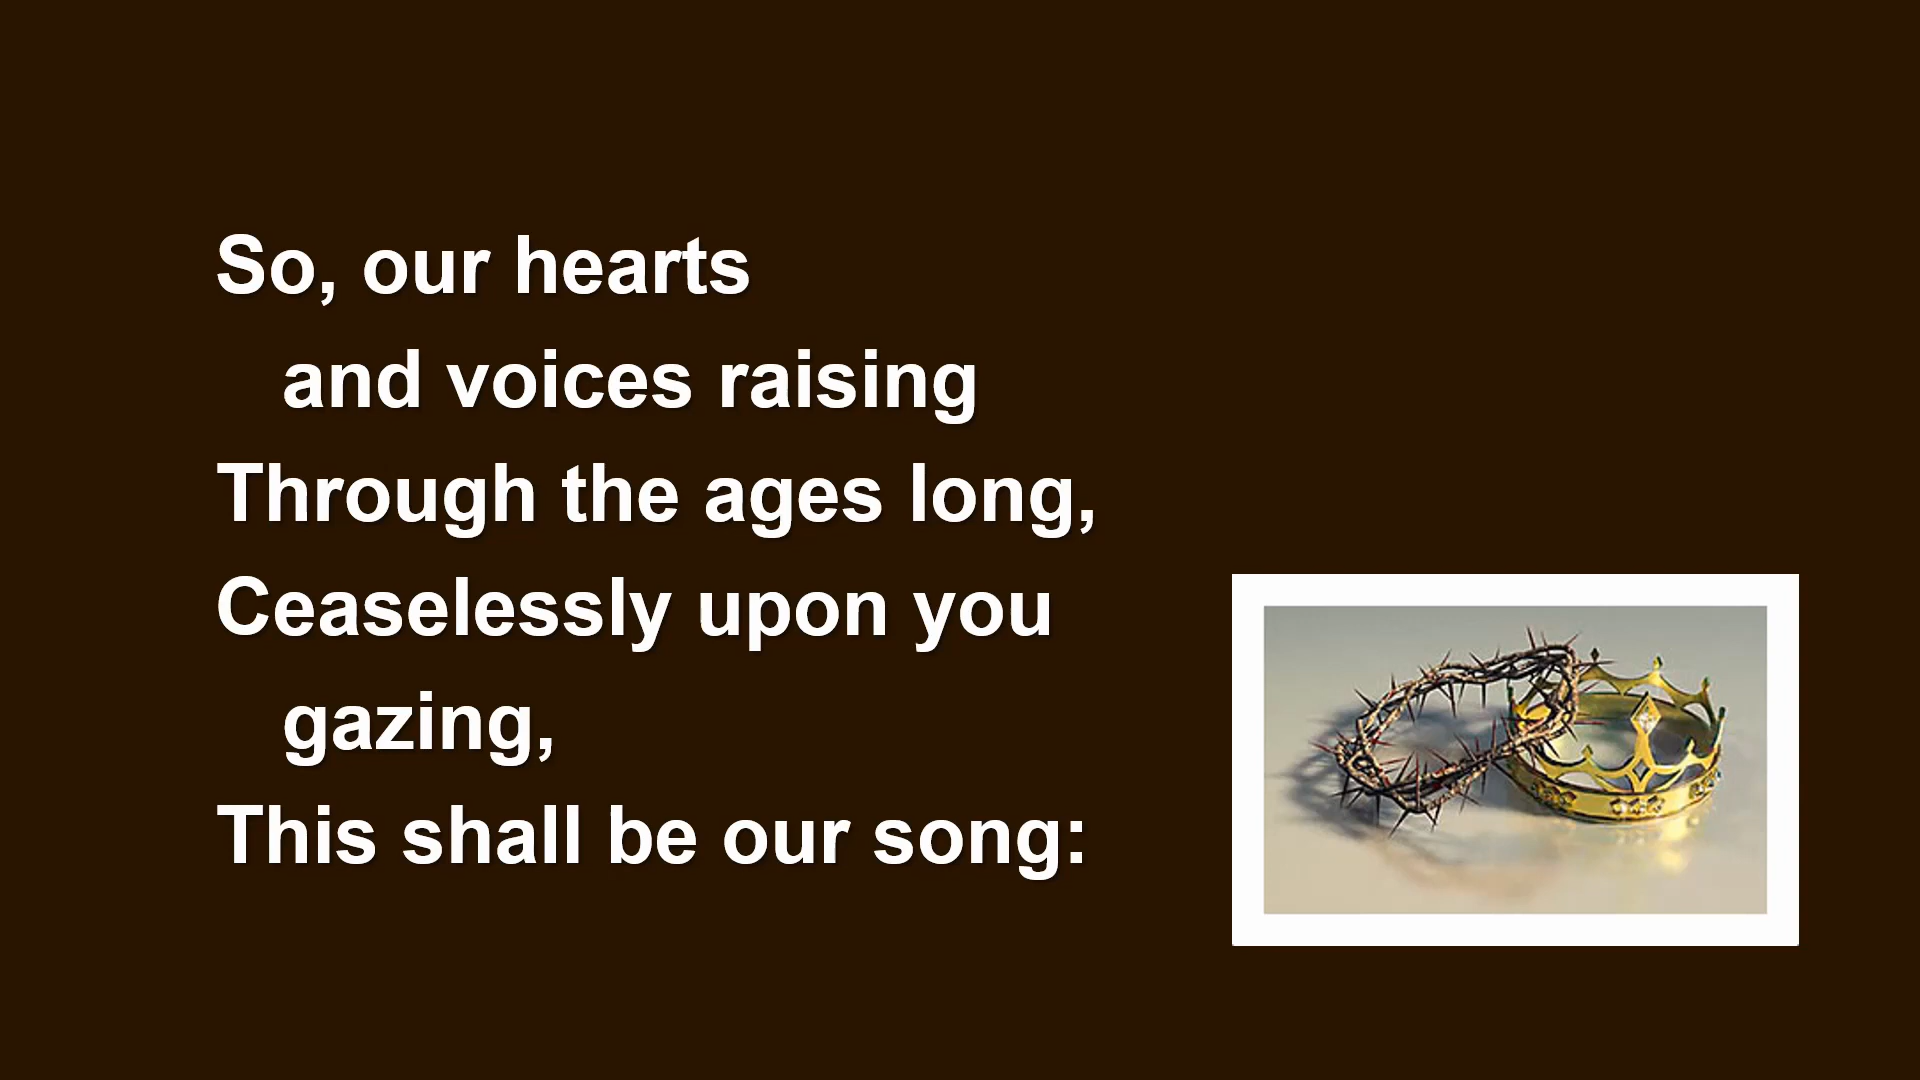 So, our hearts
and voices raising
Through the ages long,
Ceaselessly upon you
gazing,
This shall be our song: